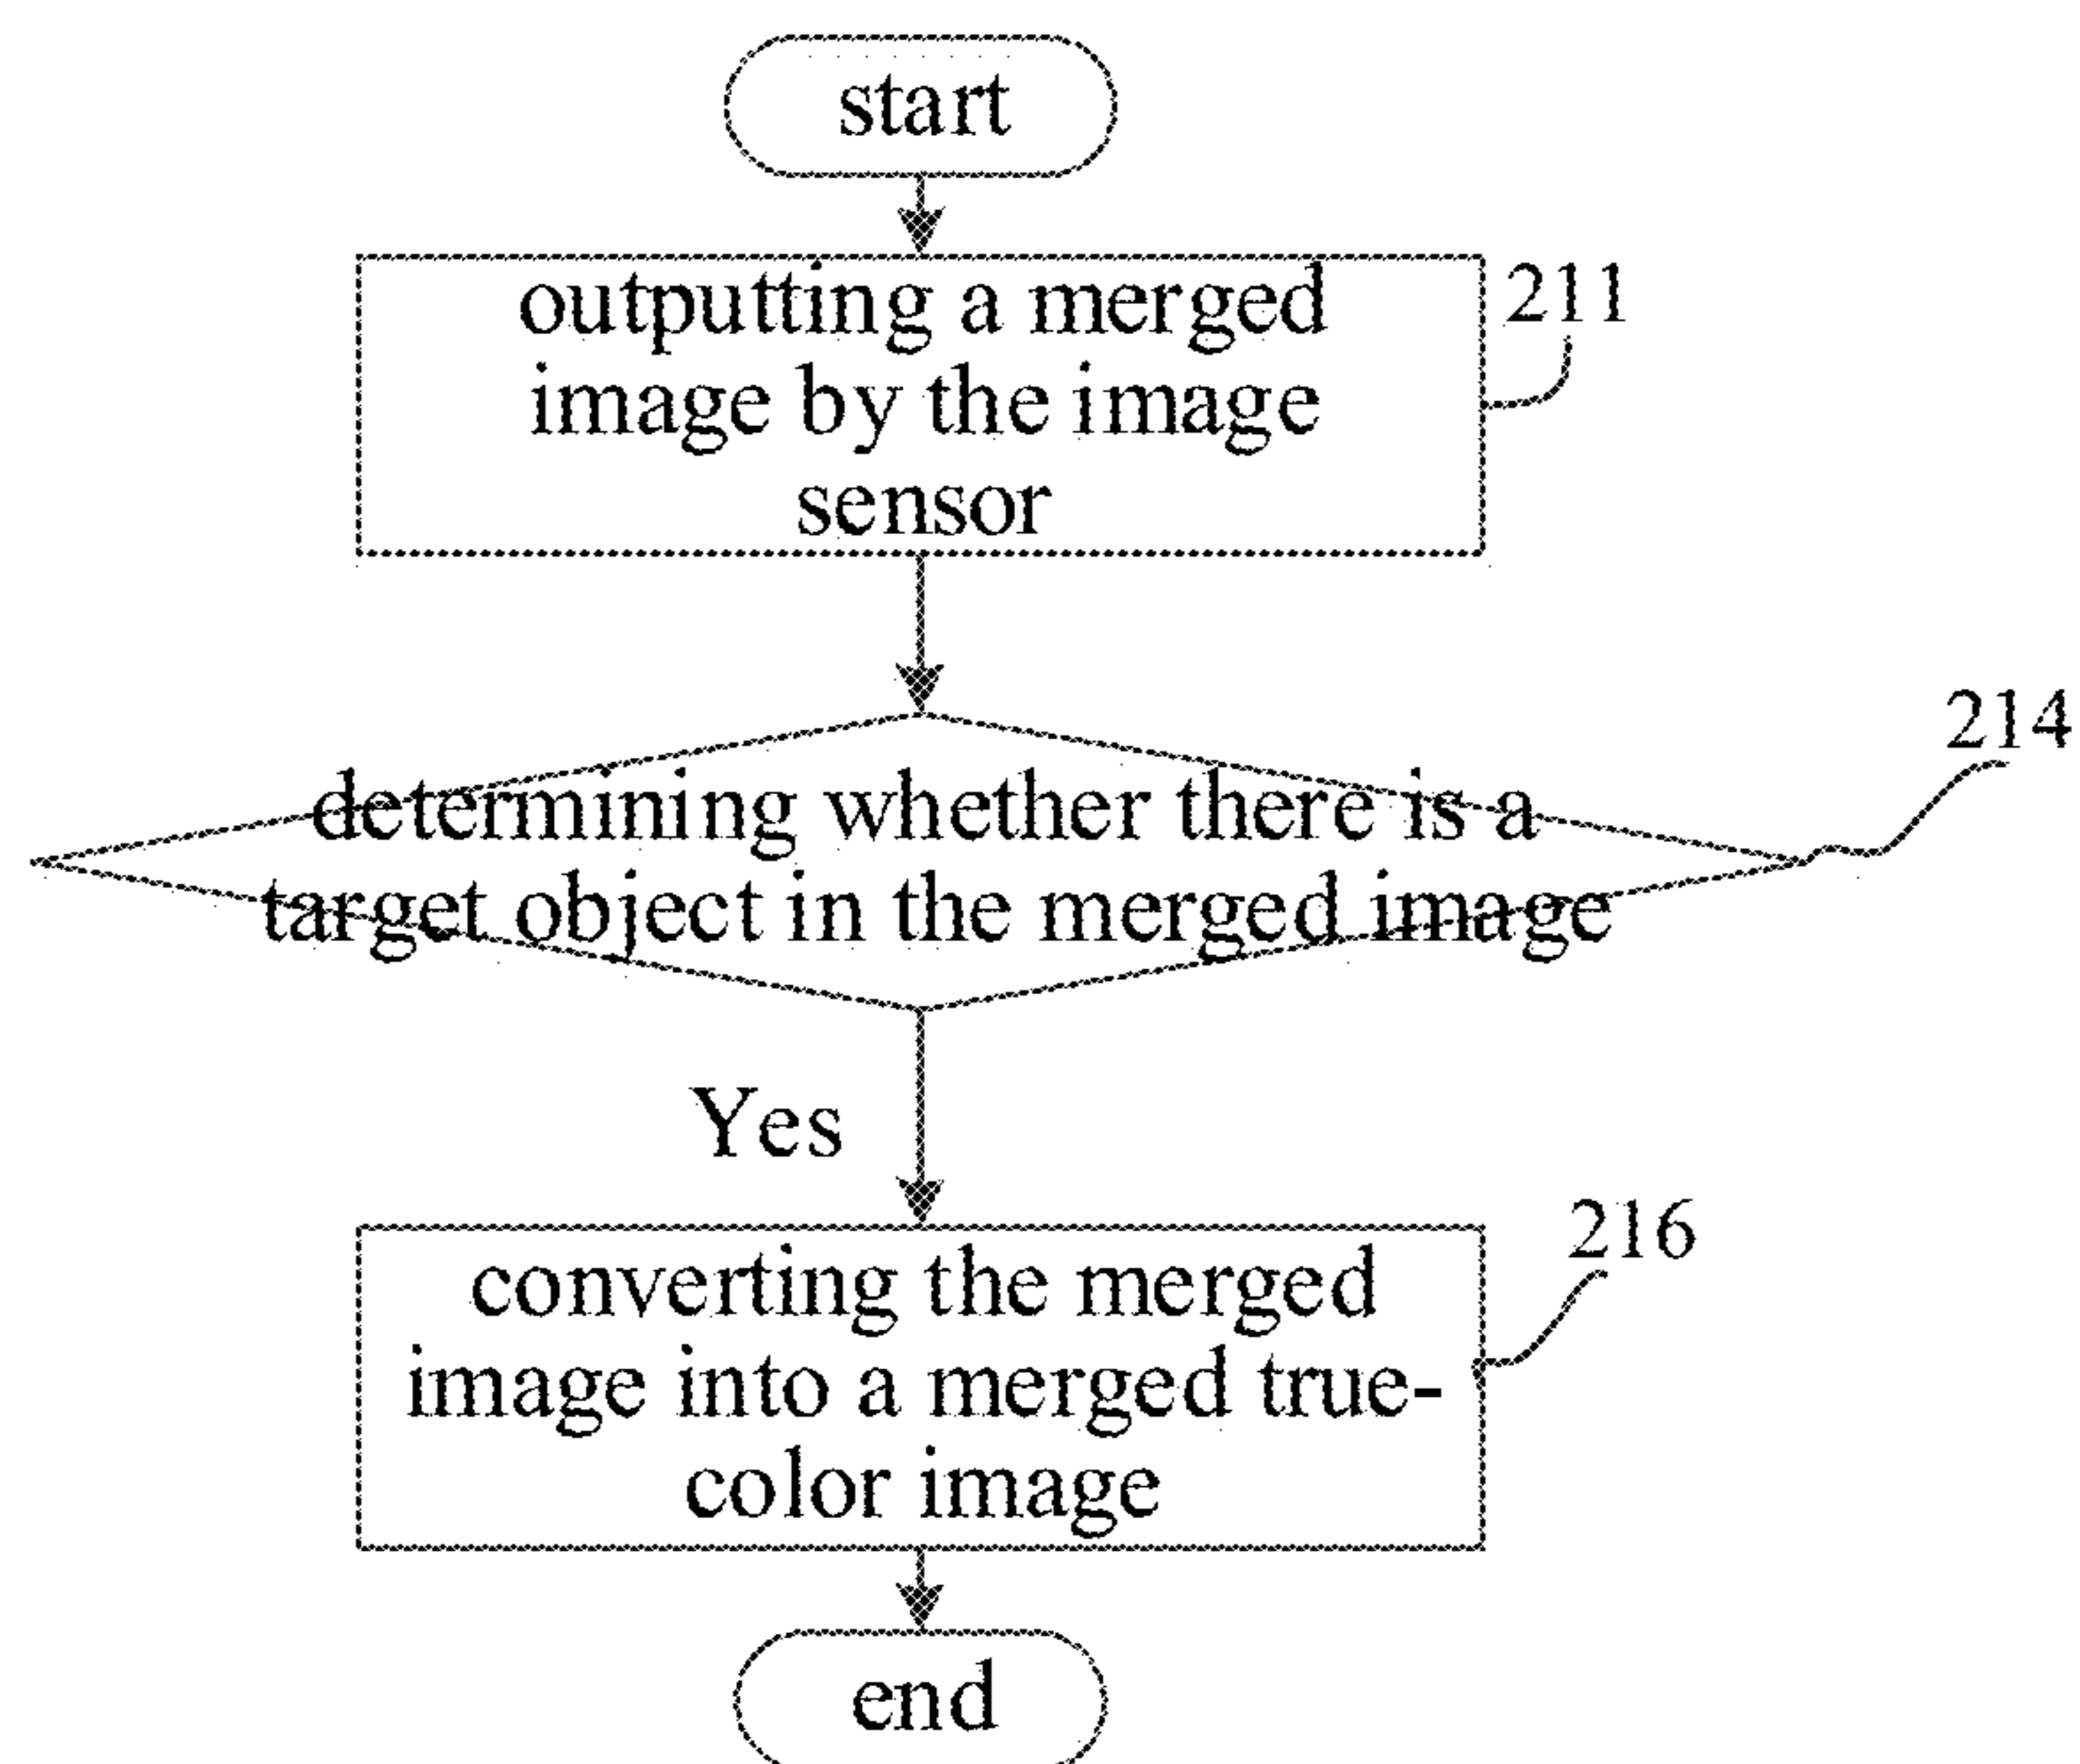 start
outputting a merged
image by the image
sensor
211
214
determining whether there is a
target object in the merged image
Yes
216
converting the merged
image into a merged true-
color image
end